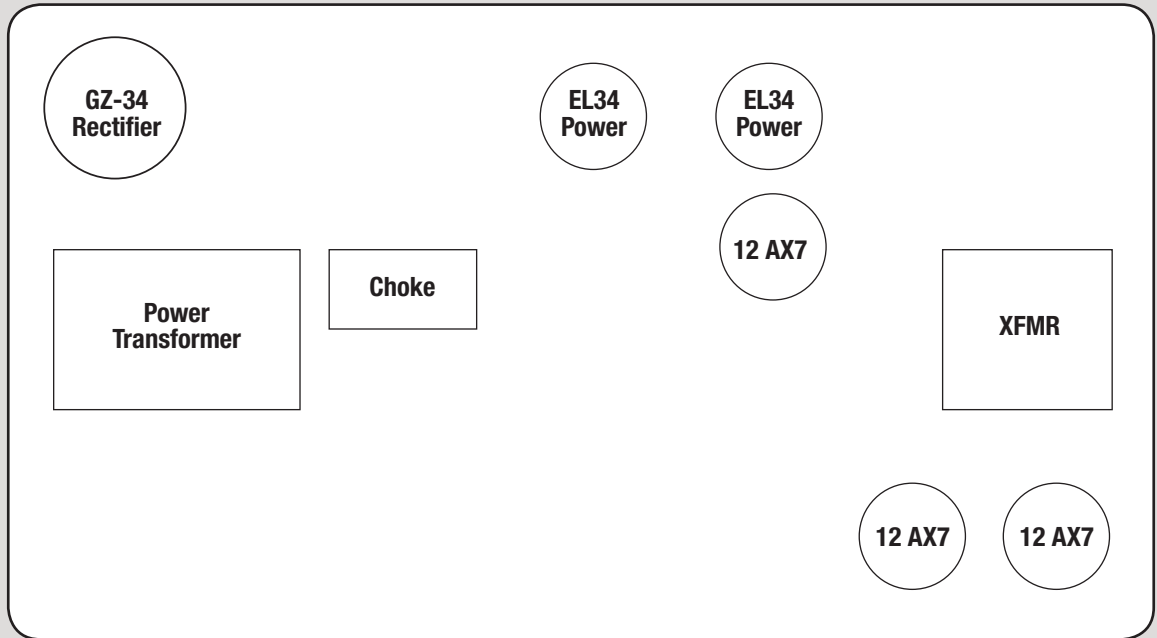 GZ-34
Rectifier
EL34
Power
EL34
Power
12 AX7
Power
Transformer
Choke
XFMR
12 AX7
12 AX7